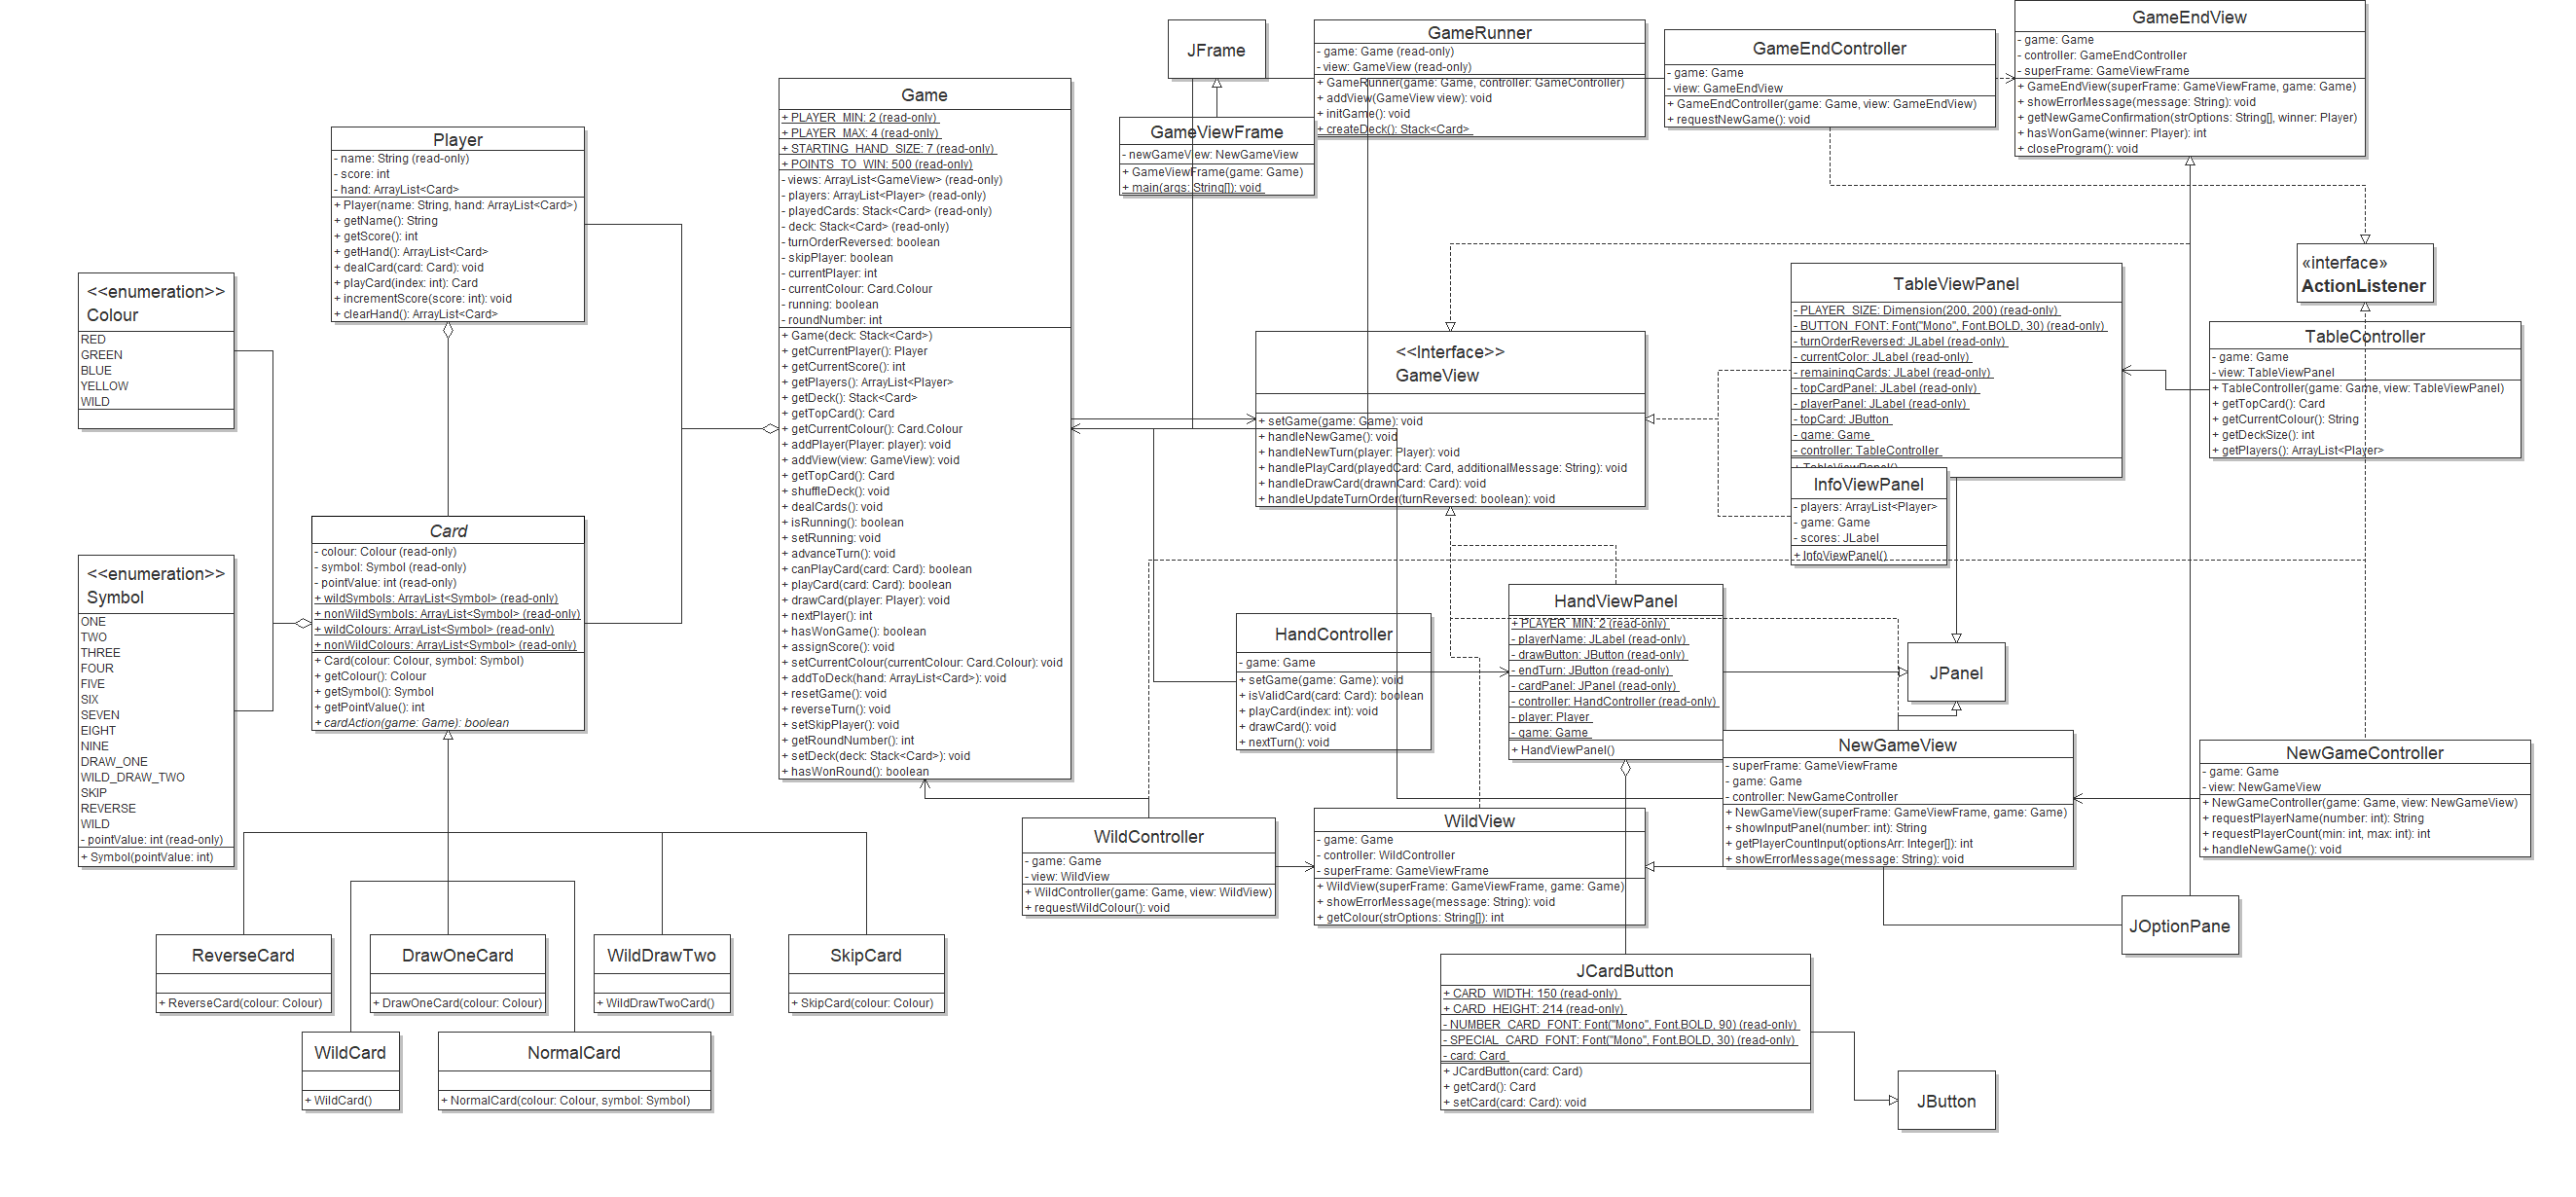 JFrame
GameRunner
- game: Game (read-only)
- view: GameView (read-only)
+ GameRunner(game: Game, controller: GameController)
+ addView(GameView view): void
+ initGame(): void
+ createDeck(): Stack<Card>
GameEndController
- game: Game
- view: GameEndView
+ GameEndController(game: Game, view: GameEndView)
+ requestNewGame(): void
GameEndView
- game: Game
- controller: GameEndController
- superFrame: GameViewFrame
+ GameEndView(superFrame: GameViewFrame, game: Game)
+ showErrorMessage(message: String): void
+ getNewGameConfirmation(strOptions: String[], winner: Player)
+ hasWonGame(winner: Player): int
+ closeProgram(): void
GameViewFrame
- newGameView: NewGameView
+ GameViewFrame(game: Game)
+ main(args: String[]): void
Game
+ PLAYER_MIN: 2 (read-only)
+ PLAYER_MAX: 4 (read-only)
+ STARTING_HAND_SIZE: 7 (read-only)
+ POINTS_TO_WIN: 500 (read-only)
- views: ArrayList<GameView> (read-only)
- players: ArrayList<Player> (read-only)
- playedCards: Stack<Card> (read-only)
- deck: Stack<Card> (read-only)
- turnOrderReversed: boolean
- skipPlayer: boolean
- currentPlayer: int
- currentColour: Card.Colour
- running: boolean
- roundNumber: int
+ Game(deck: Stack<Card>)
+ getCurrentPlayer: Player
+ getCurrentScore(): int
+ getPlayers(): ArrayList<Player>
+ getDeck(): Stack<Card>
+ getTopCard(): Card
+ getCurrentColour(): Card.Colour
+ addPlayer(Player: player): void
+ addView(view: GameView): void
+ getTopCard(): Card
+ shuffleDeck(): void
+ dealCards(): void
+ isRunning(): boolean
+ setRunning: void
+ advanceTurn(): void
+ canPlayCard(card: Card): boolean
+ playCard(card: Card): boolean
+ drawCard(player: Player): void
+ nextPlayer(): int
+ hasWonGame(): boolean
+ assignScore(): void
+ setCurrentColour(currentColour: Card.Colour): void
+ addToDeck(hand: ArrayList<Card>): void
+ resetGame(): void
+ reverseTurn(): void
+ setSkipPlayer(): void
+ getRoundNumber(): int
+ setDeck(deck: Stack<Card>): void
+ hasWonRound(): boolean
Player
- name: String (read-only)
- score: int
- hand: ArrayList<Card>
+ Player(name: String, hand: ArrayList<Card>)
+ getName(): String
+ getScore(): int
+ getHand(): ArrayList<Card>
+ dealCard(card: Card): void
+ playCard(index: int): Card
+ incrementScore(score: int): void
+ clearHand(): ArrayList<Card>
<<enumeration>>
Colour
RED
GREEN
BLUE
YELLOW
WILD
<<enumeration>>
Symbol
ONE
TWO
THREE
FOUR
FIVE
SIX
SEVEN
EIGHT
NINE
DRAW_ONE
WILD_DRAW_TWO
SKIP
REVERSE
WILD
- pointValue: int (read-only)
+ Symbol(pointValue: int)
Card
- colour: Colour (read-only)
- symbol: Symbol (read-only)
- pointValue: int (read-only)
+ wildSymbols: ArrayList<Symbol> (read-only)
+ nonWildSymbols: ArrayList<Symbol> (read-only)
+ wildColours: ArrayList<Symbol> (read-only)
+ nonWildColours: ArrayList<Symbol> (read-only)
+ Card(colour: Colour, symbol: Symbol)
+ getColour(): Colour
+ getSymbol(): Symbol
+ getPointValue(): int
+ cardAction(game: Game): boolean
<<Interface>>
GameView
+ setGame(game: Game): void
+ handleNewGame(): void
+ handleNewTurn(player: Player): void
+ handlePlayCard(playedCard: Card, additionalMessage: String): void
+ handleDrawCard(drawnCard: Card): void
+ handleUpdateTurnOrder(turnReversed: boolean): void
TableViewPanel
- PLAYER_SIZE: Dimension(200, 200) (read-only)
- BUTTON_FONT: Font("Mono", Font.BOLD, 30) (read-only)
- turnOrderReversed: JLabel (read-only)
- currentColor: JLabel (read-only)
- remainingCards: JLabel (read-only)
- topCardPanel: JLabel (read-only)
- playerPanel: JLabel (read-only)
- topCard: JButton
- game: Game
- controller: TableController
+ TableViewPanel()
InfoViewPanel
- players: ArrayList<Player>
- game: Game
- scores: JLabel
+ InfoViewPanel()
«interface»
ActionListener
TableController
- game: Game
- view: TableViewPanel
+ TableController(game: Game, view: TableViewPanel)
+ getTopCard(): Card
+ getCurrentColour(): String
+ getDeckSize(): int
+ getPlayers(): ArrayList<Player>
HandController
- game: Game
+ setGame(game: Game): void
+ isValidCard(card: Card): boolean
+ playCard(index: int): void
+ drawCard(): void
+ nextTurn(): void
HandViewPanel
+ PLAYER_MIN: 2 (read-only)
- playerName: JLabel (read-only)
- drawButton: JButton (read-only)
- endTurn: JButton (read-only)
- cardPanel: JPanel (read-only)
- controller: HandController (read-only)
- player: Player
- game: Game
+ HandViewPanel()
JPanel
NewGameView
- superFrame: GameViewFrame
- game: Game
- controller: NewGameController
+ NewGameView(superFrame: GameViewFrame, game: Game)
+ showInputPanel(number: int): String
+ getPlayerCountInput(optionsArr: Integer[]): int
+ showErrorMessage(message: String): void
NewGameController
- game: Game
- view: NewGameView
+ NewGameController(game: Game, view: NewGameView)
+ requestPlayerName(number: int): String
+ requestPlayerCount(min: int, max: int): int
+ handleNewGame(): void
WildController
- game: Game
- view: WildView
+ WildController(game: Game, view: WildView)
+ requestWildColour(): void
WildView
- game: Game
- controller: WildController
- superFrame: GameViewFrame
+ WildView(superFrame: GameViewFrame, game: Game)
+ showErrorMessage(message: String): void
+ getColour(strOptions: String[]): int
JOptionPane
ReverseCard
+ ReverseCard(colour: Colour)
DrawOneCard
+ DrawOneCard(colour: Colour)
WildDrawTwo
+ WildDrawTwoCard()
SkipCard
+ SkipCard(colour: Colour)
WildCard
+ WildCard()
NormalCard
+ NormalCard(colour: Colour, symbol: Symbol)
JCardButton
+ CARD_WIDTH: 150 (read-only)
+ CARD_HEIGHT: 214 (read-only)
- NUMBER_CARD_FONT: Font("Mono", Font.BOLD, 90) (read-only)
- SPECIAL_CARD_FONT: Font("Mono", Font.BOLD, 30) (read-only)
- card: Card
+ JCardButton(card: Card)
+ getCard(): Card
+ setCard(card: Card): void
JButton